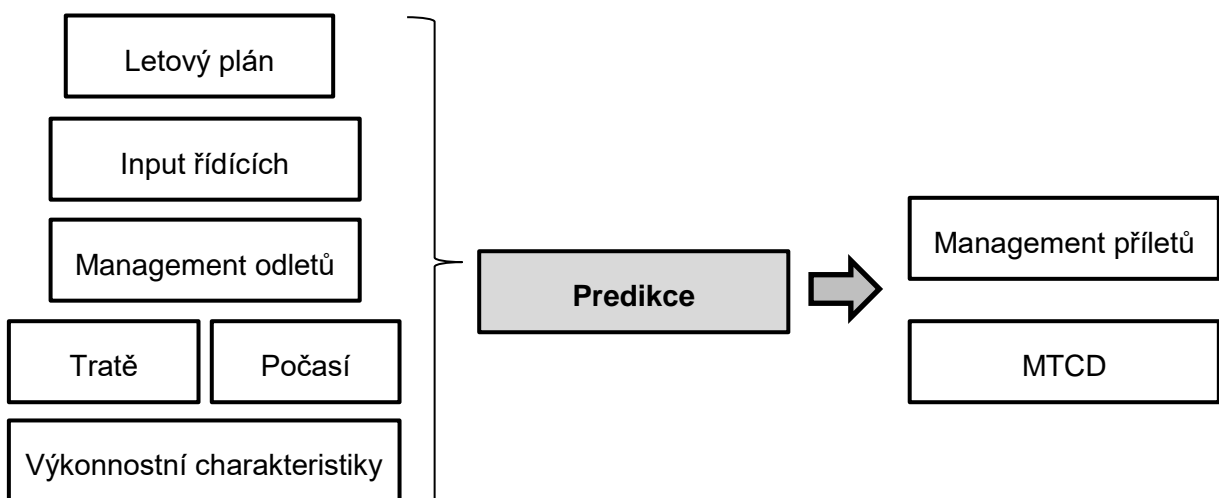 Letový plán
Input řídících
Management odletů
Tratě
Počasí
Výkonnostní charakteristiky
Predikce
Management příletů
MTCD